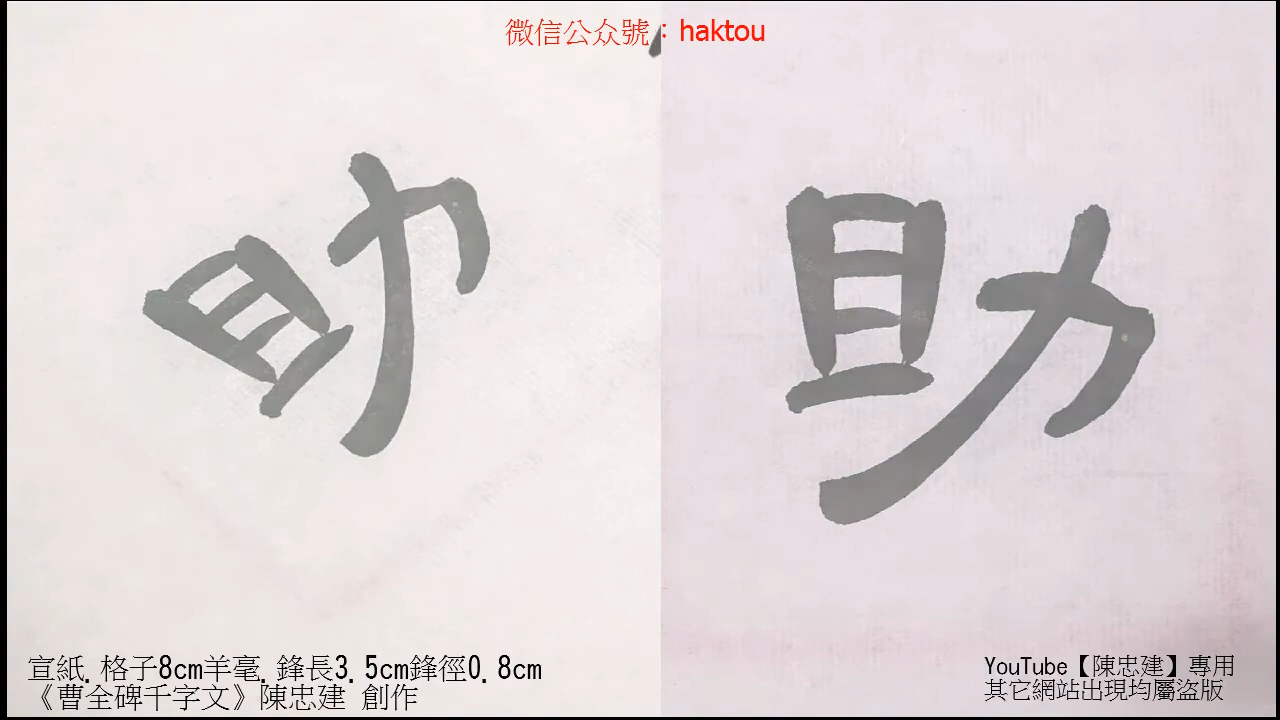 微信公众號：haktou
助 助
宣紙.格子8cm羊毫.鋒長3.5cm鋒徑0.8cm
《曹全碑千字文》陳忠建 創作
YouTube【陳忠建】專用
其它網站出現均屬盜版